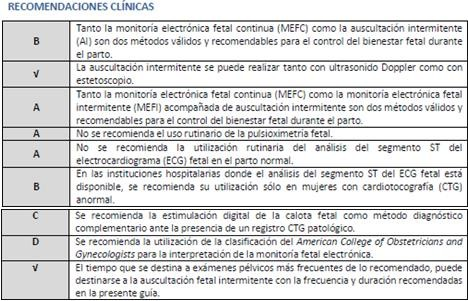 RECOMENDACIONES CLÍNICAS
Tanto la monitoría electrónica fetal continua (MEFC) como la auscultación intermitente
B (AI) son dos métodos válidos y recomendables para el control del bienestar fetal durante
el parto.
√ La auscultación intermitente se puede realizar tanto con ultrasonido Doppler como con
estetoscopio.
Tanto la monitoría electrónica fetal continua (MEFC) como la monitoría electrónica fetal
A intermitente (MEFI) acompañada de auscultación intermitente son dos métodos válidos y
recomendables para el control del bienestar fetal durante el parto.
A No se recomienda el uso rutinario de la pulsioximetría fetal.
A No se recomienda la utilización rutinaria del análisis del segmento ST del
electrocardiograma (ECG) fetal en el parto normal.
En las instituciones hospitalarias donde el análisis del segmento ST del ECG fetal está
B disponible, se recomienda su utilización sólo en mujeres con cardiotocografía (CTG)
anormal.
C Se recomienda la estimulación digital de la calota fetal como método diagnóstico
complementario ante la presencia de un registro CTG patológico.
D Se recomienda la utilización de la clasificación del American College of Obstetricians and
Gynecologists para la interpretación de la monitoría fetal electrónica.
√ El tiempo que se destina a exámenes pélvicos más frecuentes de lo recomendado, puede
destinarse a la auscultación fetal intermitente con la frecuencia y duración recomendadas
en la presente guía.